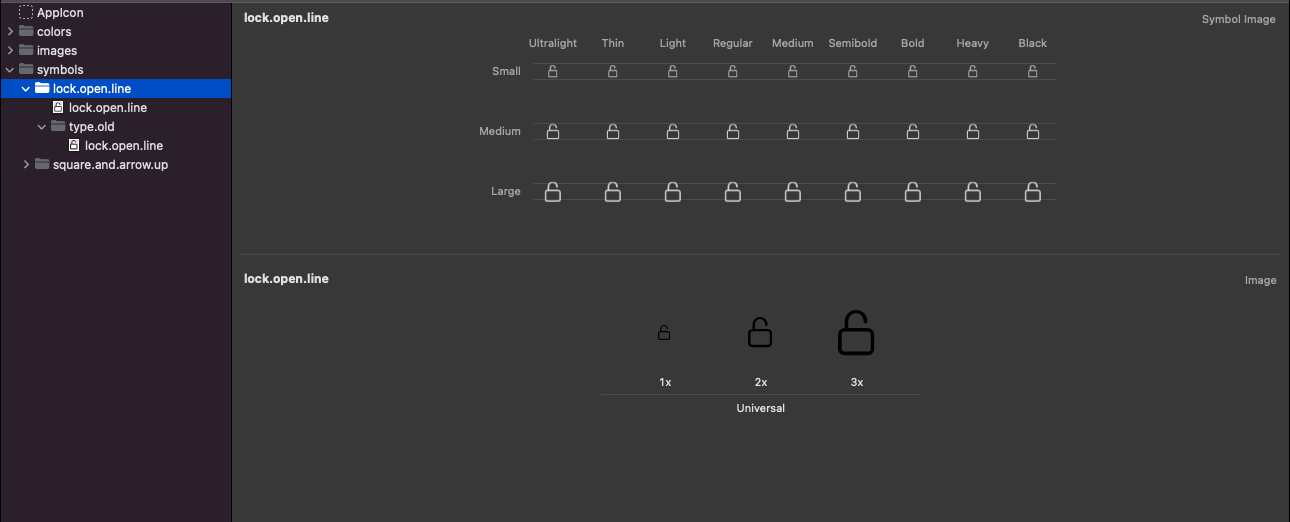 AppIcon
colors
images
symbols
lock.open.line
lock.open.line
type.old
lock.open.line
square.and.arrow.up
lock.open.line
Symbol Image
Ultralight Thin Light Regular Medium Semibold Bold Heavy Black
Small
Medium
Large
lock.open.line
Image
1x 2x 3x
Universal